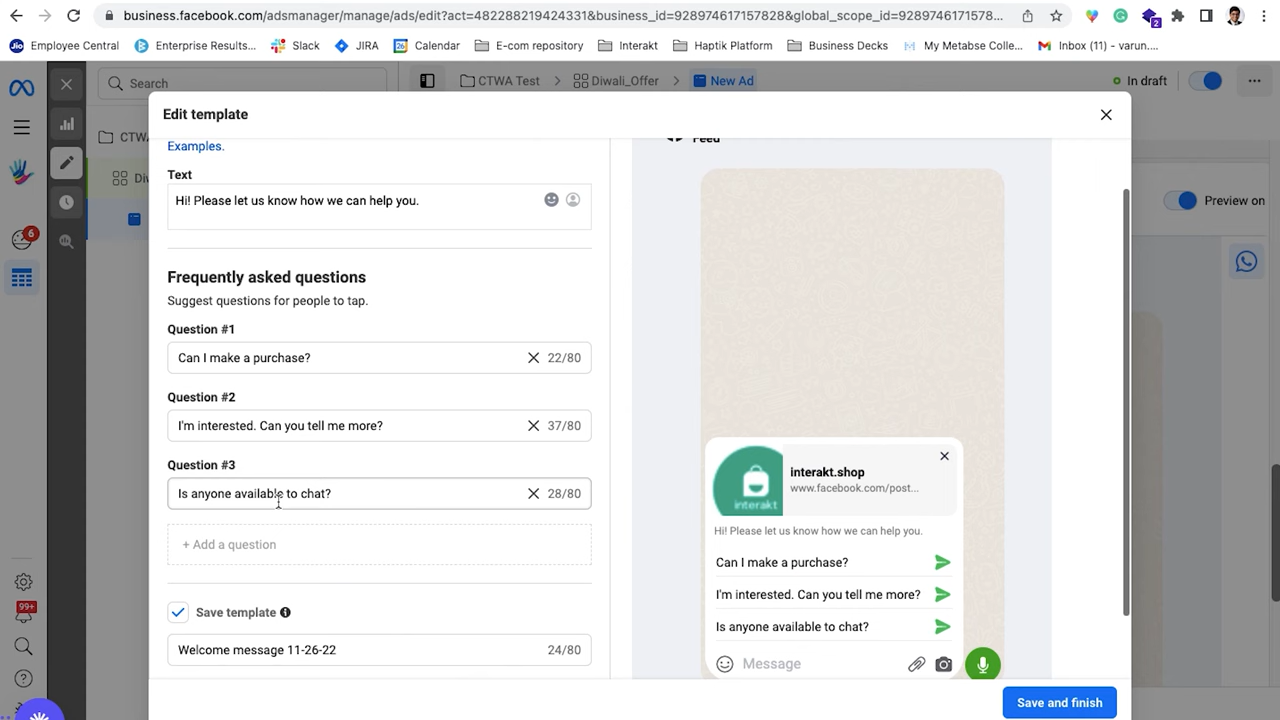 business.facebook.com/adsmanager/manage/ads/edit?act=482288219424331&business_id=928974617157828&global_scope_id=9289746171578...
Employee Central
Enterprise Results...
Slack
JIRA
Calendar
E-com repository
Interakt
Haptik Platform
Business Decks
My Metabse Colle...
Inbox (11) – varun....
Search
CTWA Test
Diwali_Offer
New Ad
In draft
CTWA
Edit template
Examples.
Feed
Text
Hi! Please let us know how we can help you.
Preview on
6
Frequently asked questions
Suggest questions for people to tap.
Question #1
Can I make a purchase?
22/80
Question #2
I'm interested. Can you tell me more?
37/80
Question #3
Is anyone available to chat?
28/80
+ Add a question
Save template
Welcome message 11-26-22
24/80
99+
interakt
interakt.shop
www.facebook.com/post...
Hi! Please let us know how we can help you.
Can I make a purchase?
I'm interested. Can you tell me more?
Is anyone available to chat?
Message
Save and finish